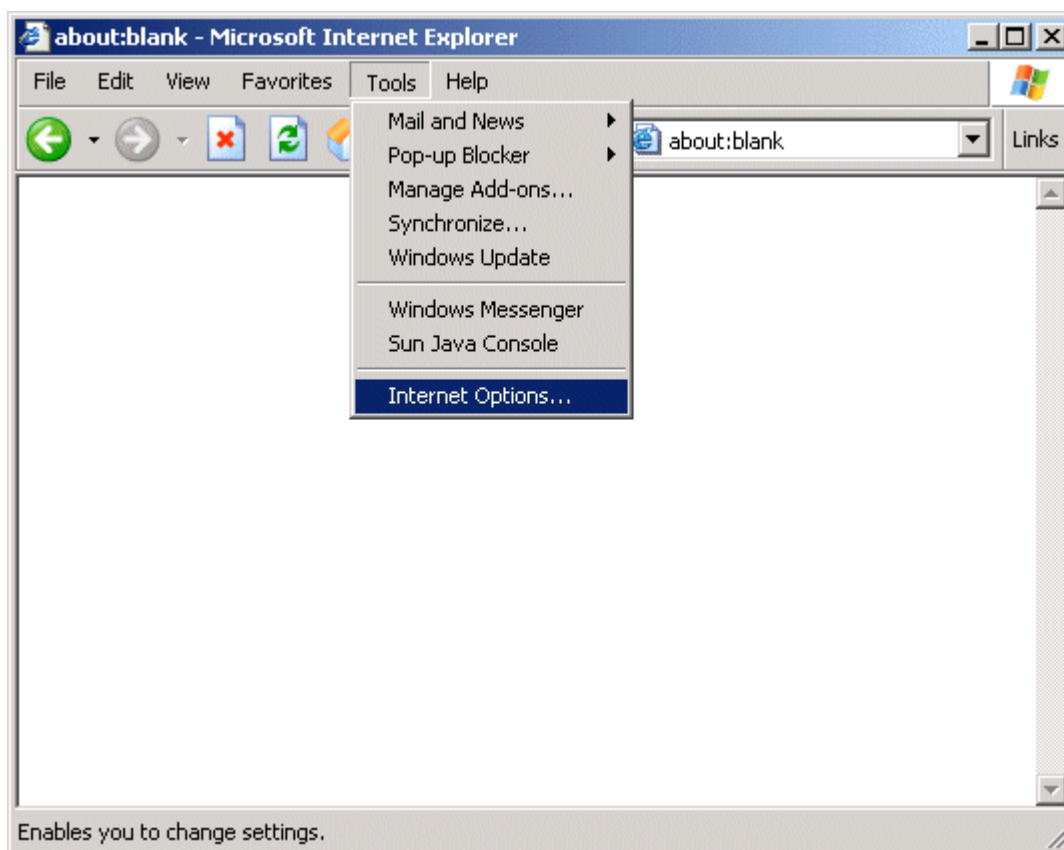 about:blank - Microsoft Internet Explorer
File Edit View Favorites Tools Help
about:blank Links
Mail and News
Pop-up Blocker
Manage Add-ons...
Synchronize...
Windows Update
Windows Messenger
Sun Java Console
Internet Options...
Enables you to change settings.